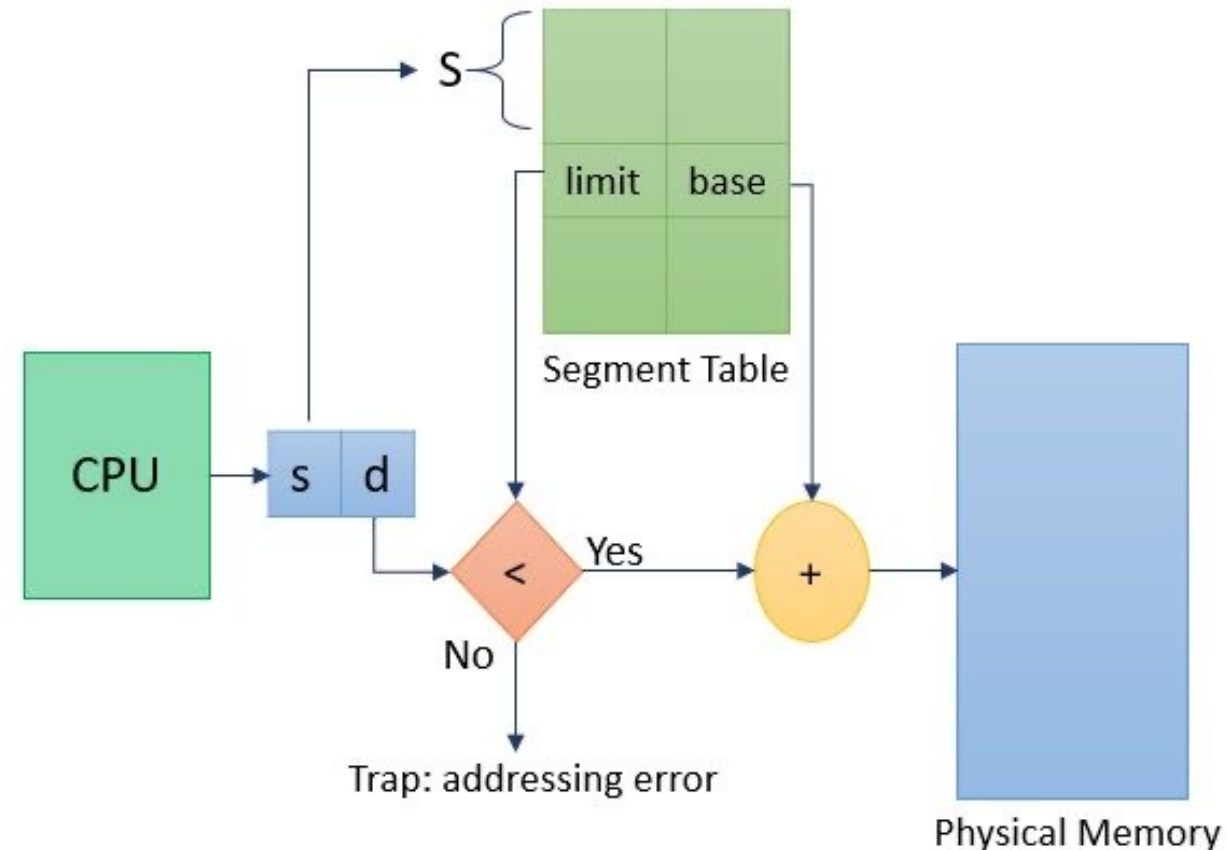 S
limit base
Segment Table
CPU
s d
<
Yes
+
No
Trap: addressing error
Physical Memory